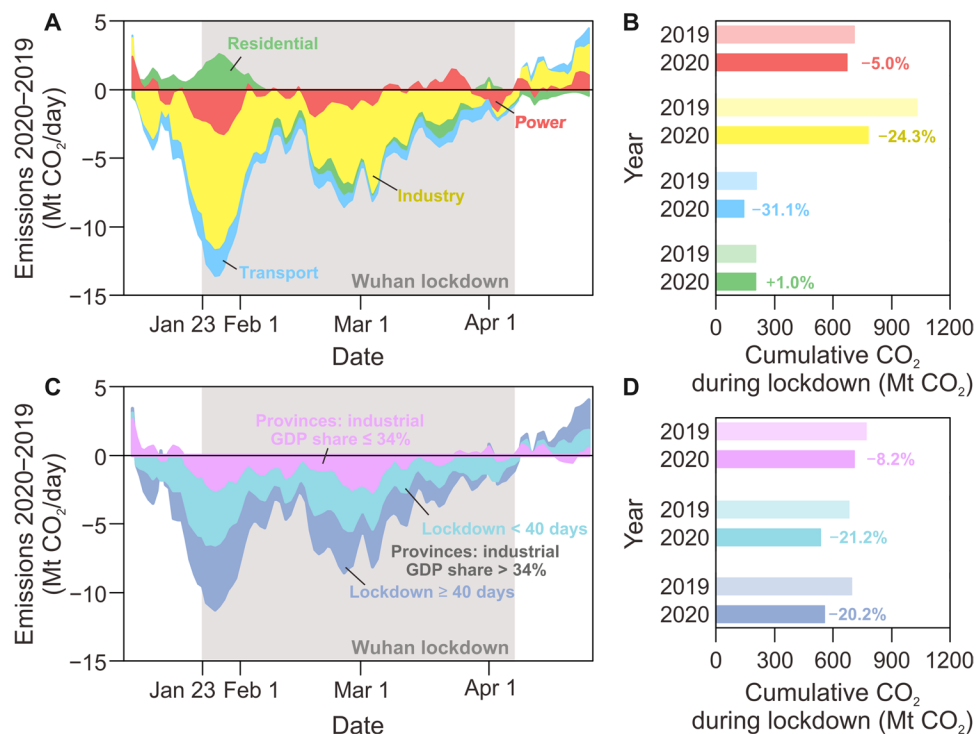 A
Emissions 2020–2019
(Mt CO₂/day)
5
0
−5
−10
−15
Residential
Power
Industry
Transport
Wuhan lockdown
Jan 23
Feb 1
Mar 1
Apr 1
Date
B
Year
2019
2020
−5.0%
2019
2020
−24.3%
2019
2020
−31.1%
2019
2020
+1.0%
0
300
600
900
1200
Cumulative CO₂
during lockdown (Mt CO₂)
C
Emissions 2020–2019
(Mt CO₂/day)
5
0
−5
−10
−15
Provinces: industrial
GDP share ≤ 34%
Lockdown < 40 days
Provinces: industrial
GDP share > 34%
Lockdown ≥ 40 days
Wuhan lockdown
Jan 23
Feb 1
Mar 1
Apr 1
Date
D
Year
2019
2020
−8.2%
2019
2020
−21.2%
2019
2020
−20.2%
0
300
600
900
1200
Cumulative CO₂
during lockdown (Mt CO₂)